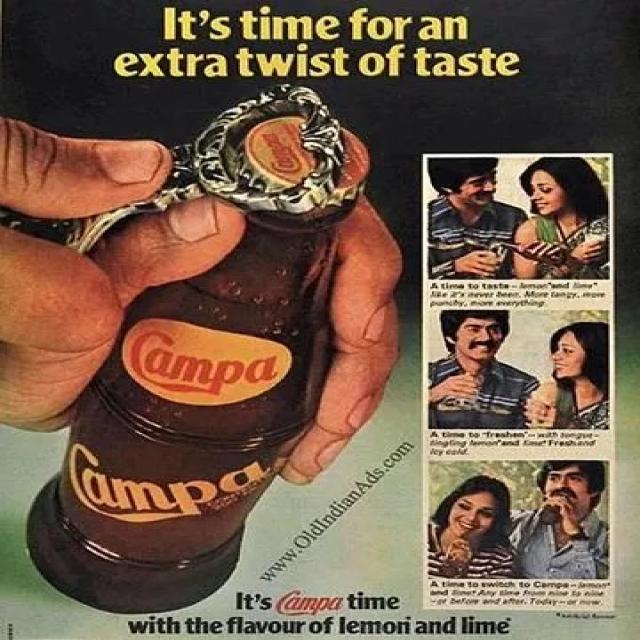 It's time for an
extra twist of taste
Campa
Campa
Campa
A time to taste – lemon* and lime*
like it's never been. More tangy, more
punchy, more everything.
A time to 'freshen' – with tongue-
tingling lemon* and lime! Fresh and
icy cold.
A time to switch to Campa – lemon*
and lime! Any time from nine to nine
– or before and after. Today – or now.
www.OldIndianAds.com
It's Campa time
with the flavour of lemon and lime*